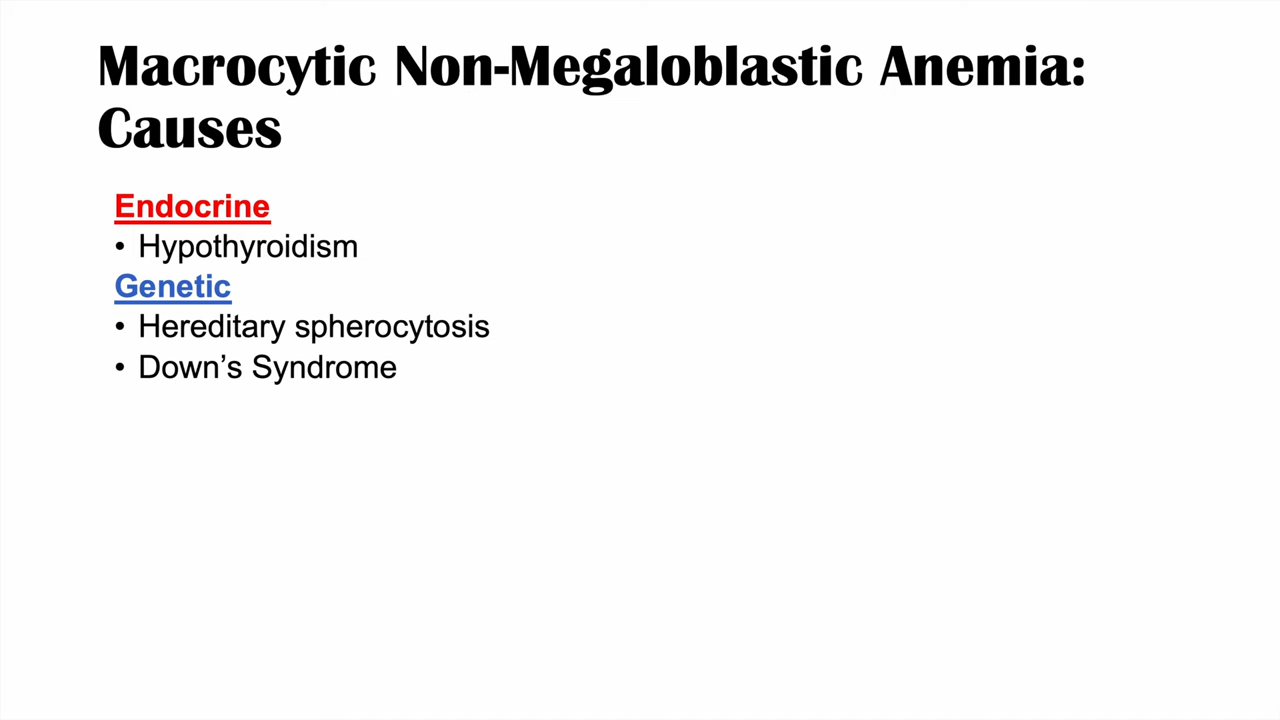 Macrocytic Non-Megaloblastic Anemia:
Causes
Endocrine
• Hypothyroidism
Genetic
• Hereditary spherocytosis
• Down’s Syndrome